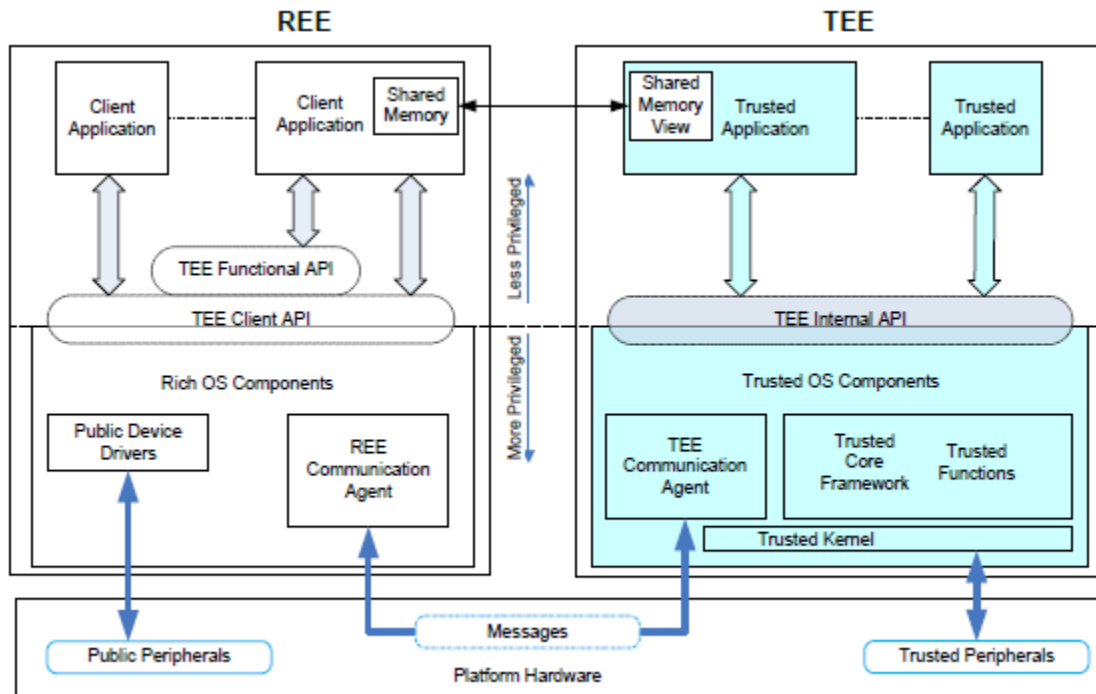 REE
TEE
Client
Application
Client
Application
Shared
Memory
Shared
Memory
View
Trusted
Application
Trusted
Application
Less Privileged
More Privileged
TEE Functional API
TEE Client API
TEE Internal API
Rich OS Components
Public Device
Drivers
REE
Communication
Agent
Trusted OS Components
TEE
Communication
Agent
Trusted
Core
Framework
Trusted
Functions
Trusted Kernel
Messages
Public Peripherals
Trusted Peripherals
Platform Hardware